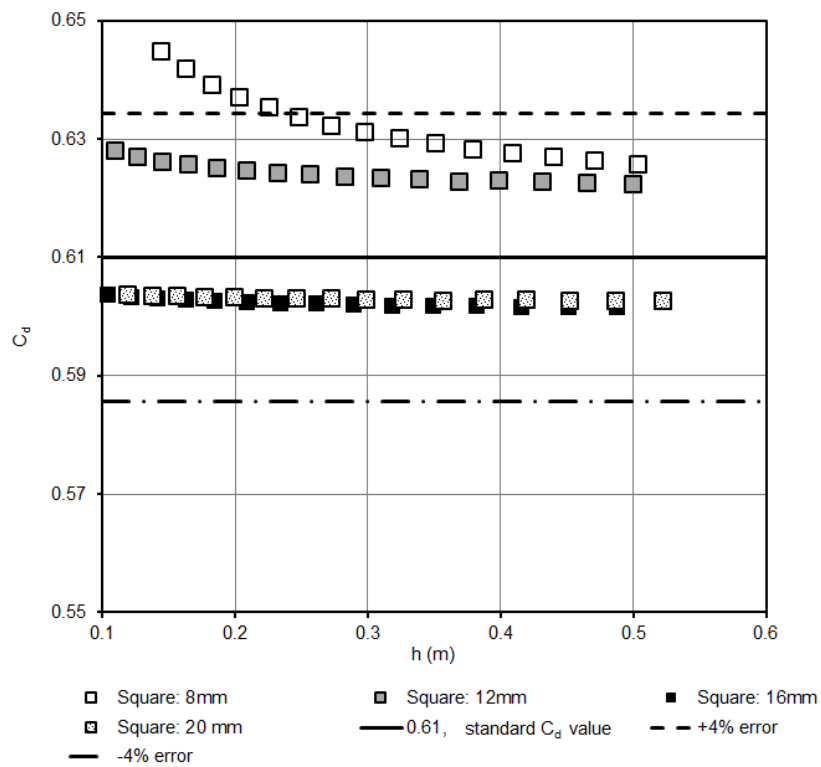 0.65
0.63
0.61
0.59
0.57
0.55
C_d
0.1 0.2 0.3 0.4 0.5 0.6
h (m)
Square: 8mm Square: 12mm Square: 16mm
Square: 20 mm 0.61, standard C_d value +4% error
-4% error